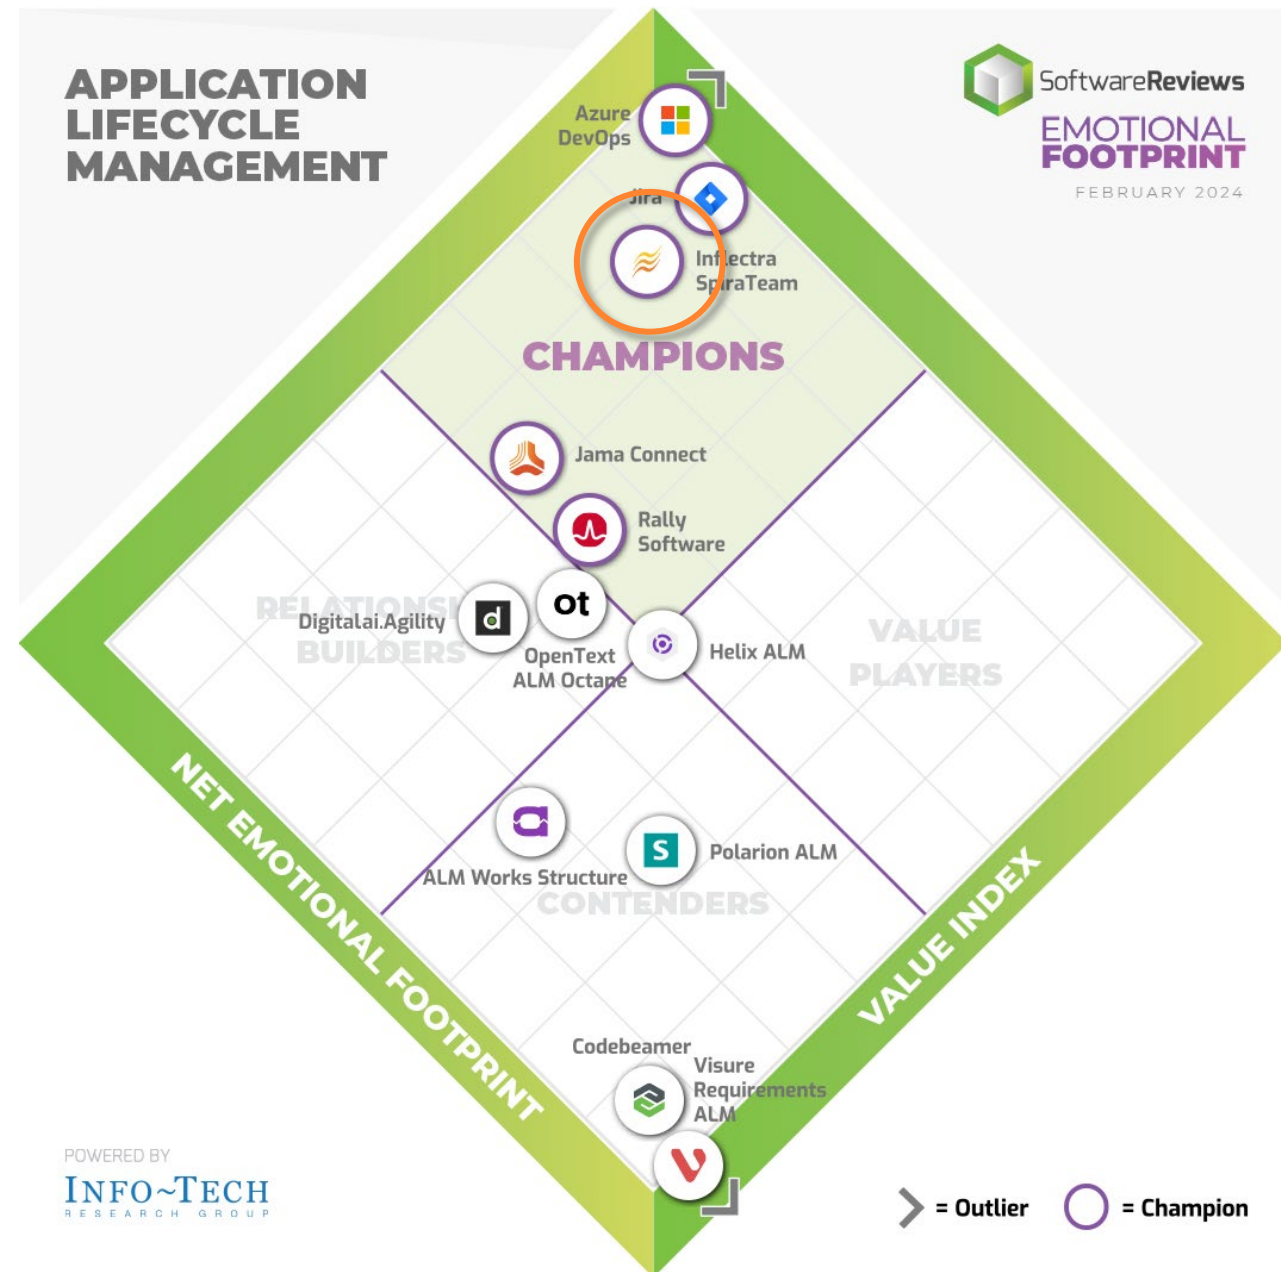 APPLICATION
LIFECYCLE
MANAGEMENT
SoftwareReviews
EMOTIONAL
FOOTPRINT
FEBRUARY 2024
Azure
DevOps
Jira
Inflectra
SpiraTeam
CHAMPIONS
Jama Connect
Rally
Software
RELATIONSHIP
BUILDERS
Digitalai.Agility
d
ot
OpenText
ALM Octane
Helix ALM
VALUE
PLAYERS
ALM Works Structure
S
Polarion ALM
CONTENDERS
NET EMOTIONAL FOOTPRINT
VALUE INDEX
Codebeamer
Visure
Requirements
ALM
POWERED BY
INFO~TECH
RESEARCH GROUP
= Outlier
= Champion